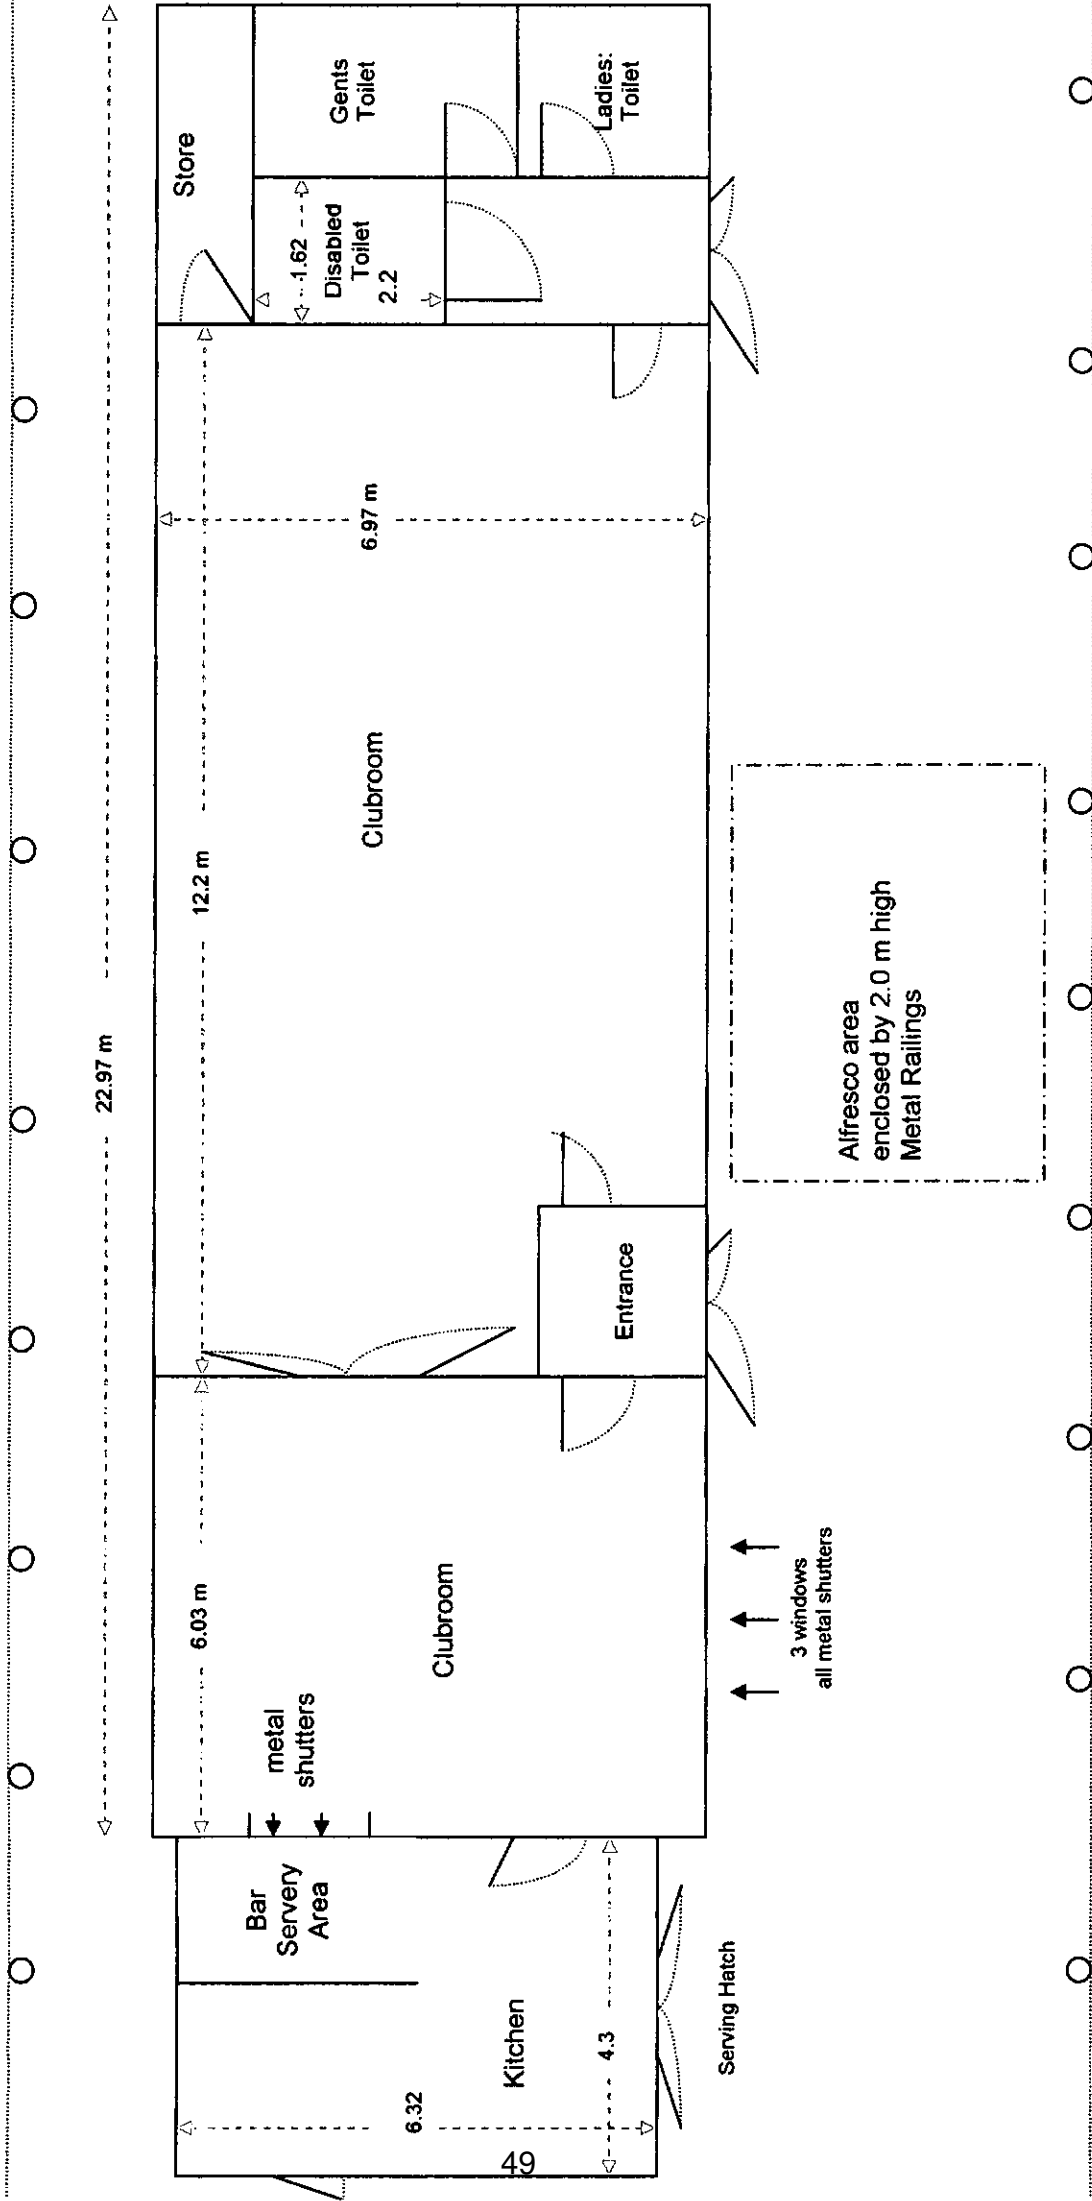 22.97 m
6.03 m
12.2 m
Store
Bar
Servery
Area
metal
shutters
1.62
Disabled
Toilet
2.2
Gents
Toilet
6.97 m
Clubroom
6.32
Clubroom
Kitchen
4.3
Entrance
Ladies:
Toilet
Serving Hatch
3 windows
all metal shutters
Alfresco area
enclosed by 2.0 m high
Metal Railings
49